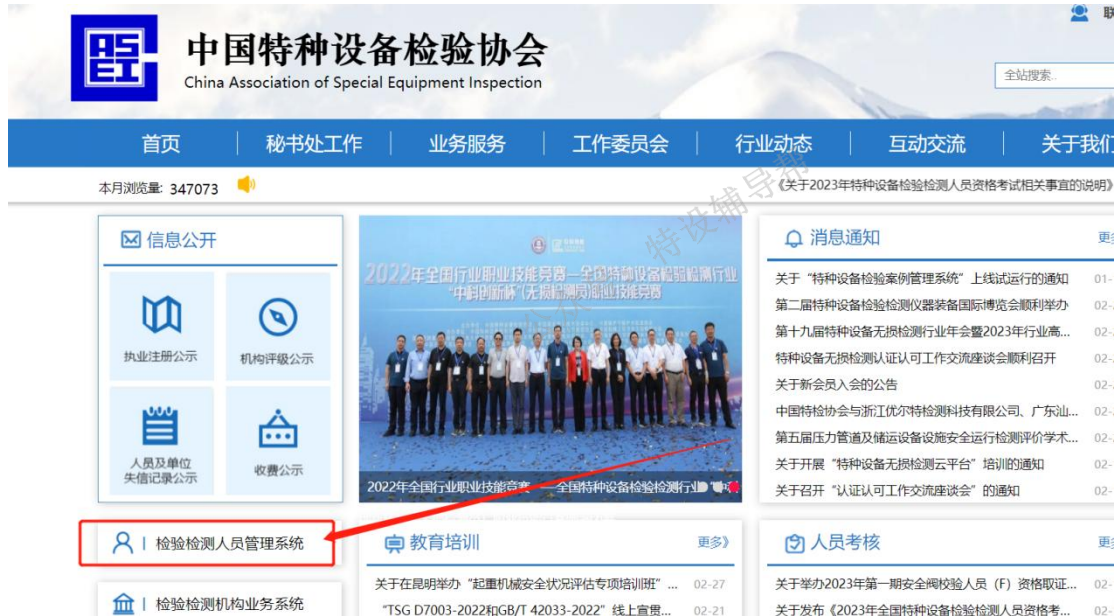 中国特种设备检验协会
China Association of Special Equipment Inspection
全站搜索..
首页
秘书处工作
业务服务
工作委员会
行业动态
互动交流
关于我们
本月浏览量: 347073
《关于2023年特种设备检验检测人员资格考试相关事宜的说明》
特设辅导帮
信息公开
执业注册公示
机构评级公示
人员及单位
失信记录公示
收费公示
2022年全国行业职业技能竞赛—全国特种设备检验检测行业
“中科创新杯”(无损检测员)职业技能竞赛
2022年全国行业职业技能竞赛——全国特种设备检验检测行业
消息通知
关于“特种设备检验案例管理系统”上线试运行的通知 01-
第二届特种设备检验检测仪器装备国际博览会顺利举办 02-
第十九届特种设备无损检测行业年会暨2023年行业高... 02-
特种设备无损检测认证认可工作交流座谈会顺利召开 02-
关于新会员入会的公告 02-
中国特检协会与浙江优尔特检测科技有限公司、广东汕... 02-
第五届压力管道及储运设备设施安全运行检测评价学术... 02-
关于开展“特种设备无损检测云平台”培训的通知 02-
关于召开“认证认可工作交流座谈会”的通知 02-
检验检测人员管理系统
检验检测机构业务系统
教育培训
更多》
关于在昆明举办“起重机械安全状况评估专项培训班”... 02-27
“TSG D7003-2022和GB/T 42033-2022”线上宣贯... 02-21
人员考核
关于举办2023年第一期安全阀校验人员（F）资格取证... 02-
关于发布《2023年全国特种设备检验检测人员资格考... 02-